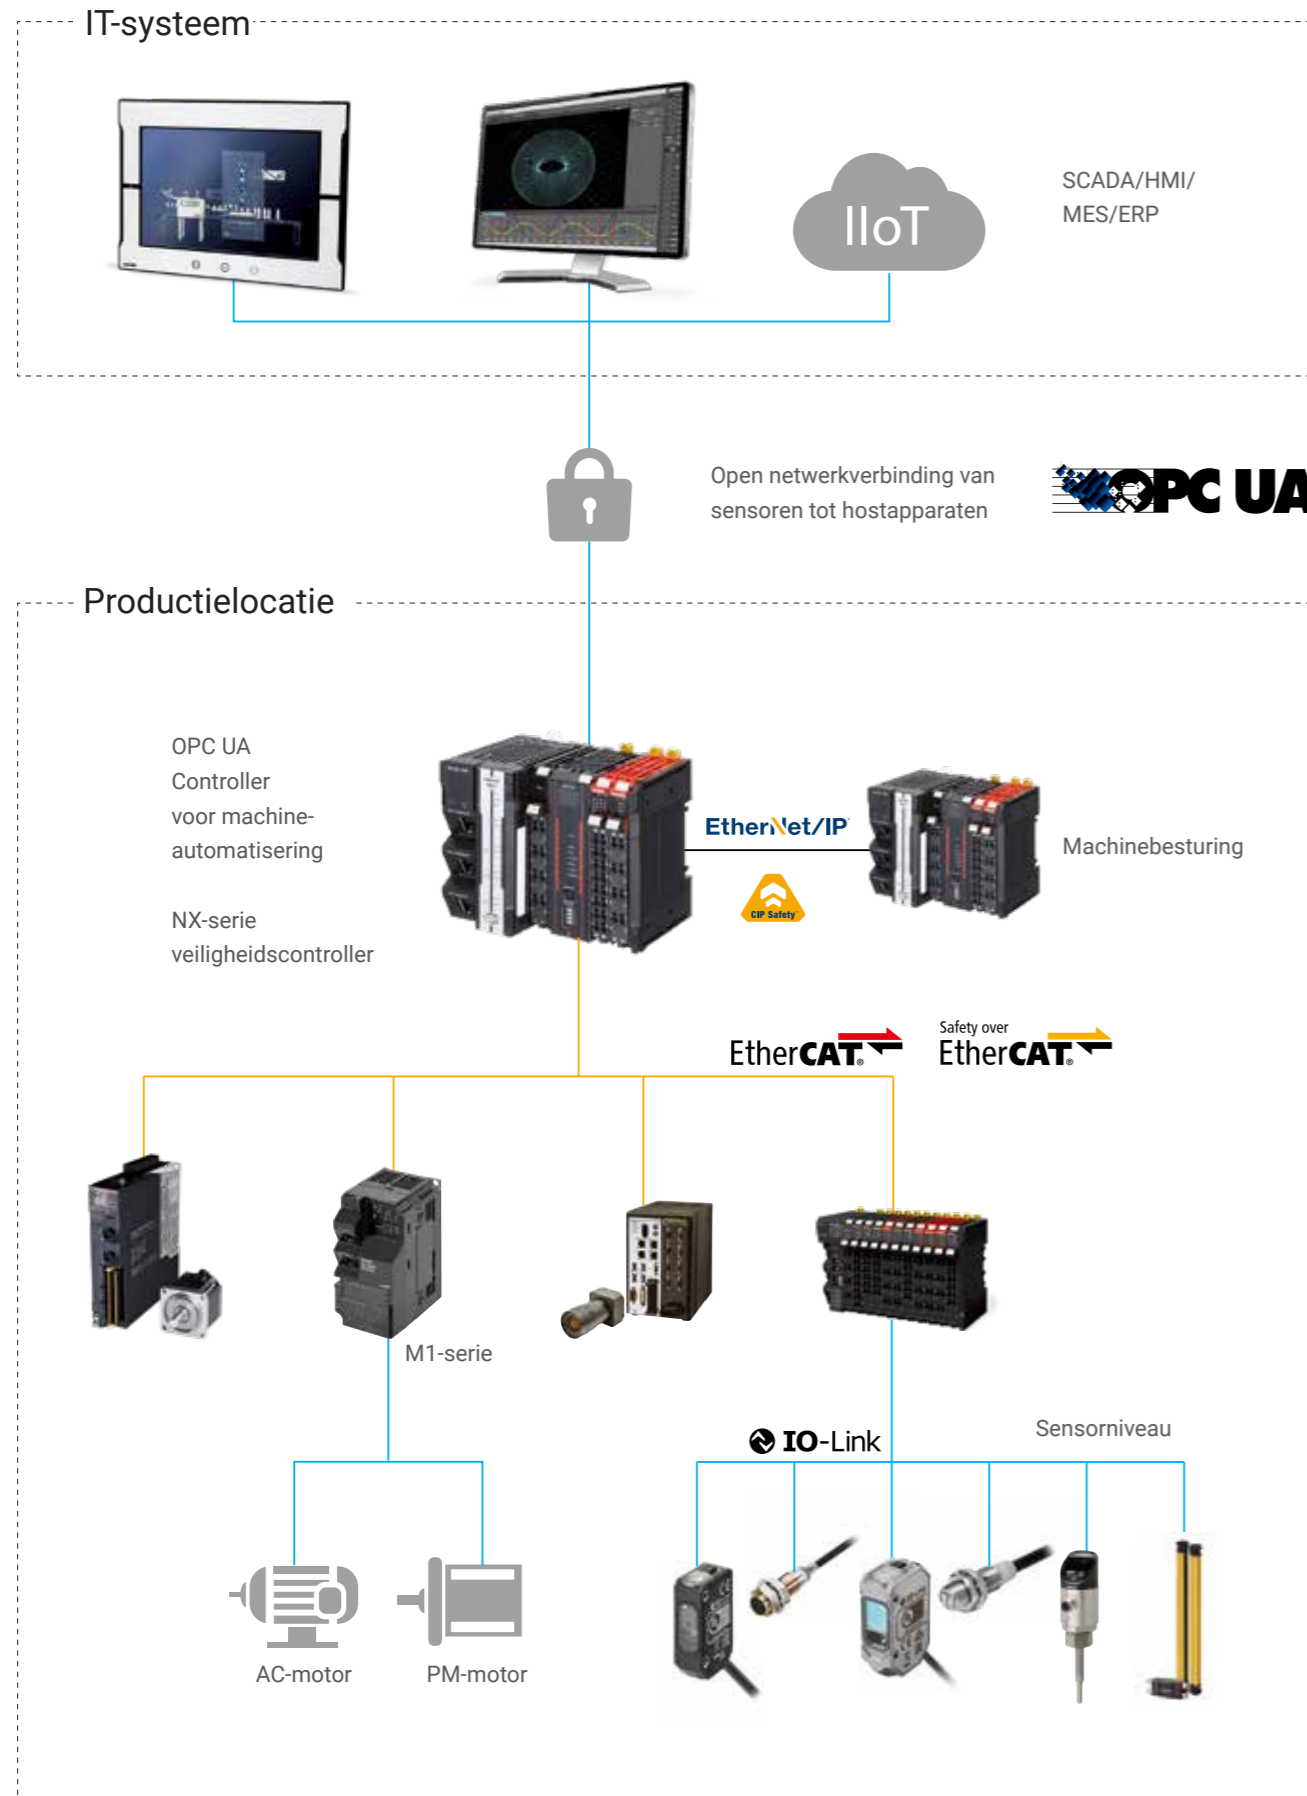 IT-systeem
IIoT
SCADA/HMI/
MES/ERP
Open netwerkverbinding van
sensoren tot hostapparaten
OPC UA
Productielocatie
OPC UA
Controller
voor machine-
automatisering
NX-serie
veiligheidscontroller
EtherNet/IP
CIP Safety
Machinebesturing
EtherCAT®
Safety over
EtherCAT®
M1-serie
IO-Link
Sensorniveau
AC-motor
PM-motor